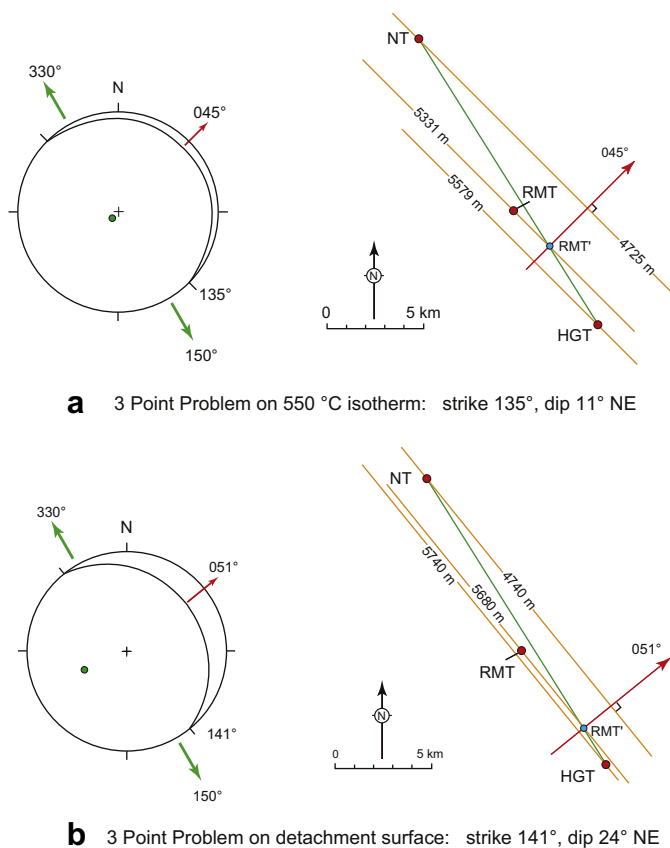 330°
N
045°
135°
150°
NT
5331 m
5579 m
RMT
045°
RMT'
4725 m
HGT
N
0 5 km
a 3 Point Problem on 550 °C isotherm: strike 135°, dip 11° NE
330°
N
051°
141°
150°
NT
5740 m
5680 m
4740 m
RMT
051°
RMT'
HGT
N
0 5 km
b 3 Point Problem on detachment surface: strike 141°, dip 24° NE